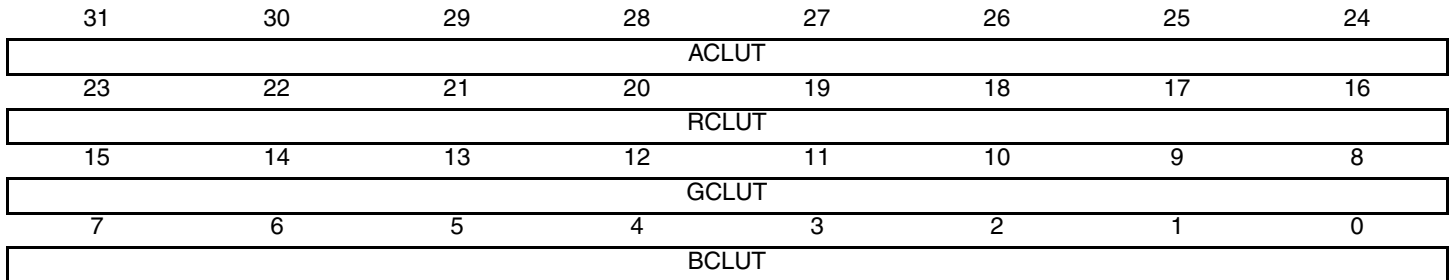 31 30 29 28 27 26 25 24
ACLUT
23 22 21 20 19 18 17 16
RCLUT
15 14 13 12 11 10 9 8
GCLUT
7 6 5 4 3 2 1 0
BCLUT